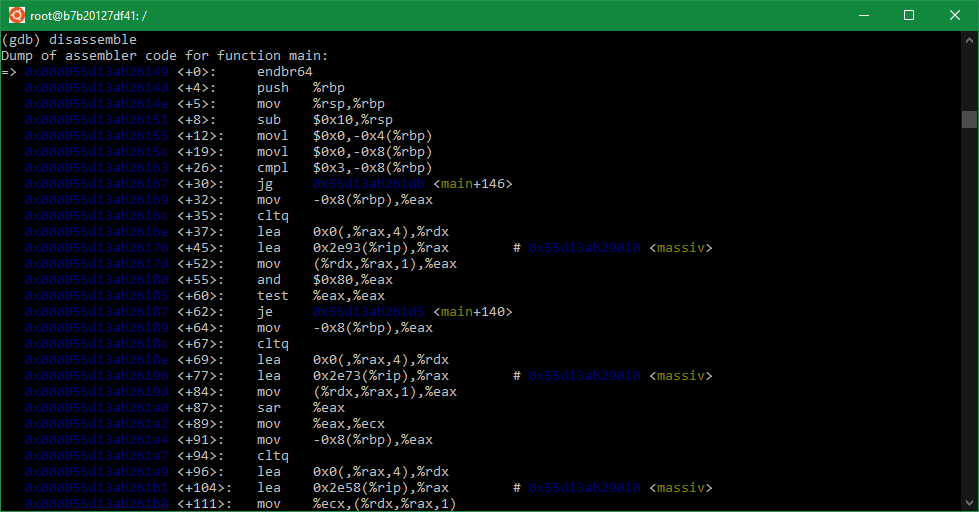 root@b7b20127df41: /
(gdb) disassemble
Dump of assembler code for function main:
=> 0x000055d13ab26149 <+0>:     endbr64
   0x000055d13ab2614d <+4>:     push   %rbp
   0x000055d13ab2614e <+5>:     mov    %rsp,%rbp
   0x000055d13ab26151 <+8>:     sub    $0x10,%rsp
   0x000055d13ab26155 <+12>:    movl   $0x0,-0x4(%rbp)
   0x000055d13ab2615c <+19>:    movl   $0x0,-0x8(%rbp)
   0x000055d13ab26163 <+26>:    cmpl   $0x3,-0x8(%rbp)
   0x000055d13ab26167 <+30>:    jg     0x55d13ab261db <main+146>
   0x000055d13ab26169 <+32>:    mov    -0x8(%rbp),%eax
   0x000055d13ab2616c <+35>:    cltq
   0x000055d13ab2616e <+37>:    lea    0x0(,%rax,4),%rdx
   0x000055d13ab26176 <+45>:    lea    0x2e93(%rip),%rax        # 0x55d13ab29010 <massiv>
   0x000055d13ab2617d <+52>:    mov    (%rdx,%rax,1),%eax
   0x000055d13ab26180 <+55>:    and    $0x80,%eax
   0x000055d13ab26185 <+60>:    test   %eax,%eax
   0x000055d13ab26187 <+62>:    je     0x55d13ab261d5 <main+140>
   0x000055d13ab26189 <+64>:    mov    -0x8(%rbp),%eax
   0x000055d13ab2618c <+67>:    cltq
   0x000055d13ab2618e <+69>:    lea    0x0(,%rax,4),%rdx
   0x000055d13ab26196 <+77>:    lea    0x2e73(%rip),%rax        # 0x55d13ab29010 <massiv>
   0x000055d13ab2619d <+84>:    mov    (%rdx,%rax,1),%eax
   0x000055d13ab261a0 <+87>:    sar    %eax
   0x000055d13ab261a2 <+89>:    mov    %eax,%ecx
   0x000055d13ab261a4 <+91>:    mov    -0x8(%rbp),%eax
   0x000055d13ab261a7 <+94>:    cltq
   0x000055d13ab261a9 <+96>:    lea    0x0(,%rax,4),%rdx
   0x000055d13ab261b1 <+104>:   lea    0x2e58(%rip),%rax        # 0x55d13ab29010 <massiv>
   0x000055d13ab261b8 <+111>:   mov    %ecx,(%rdx,%rax,1)